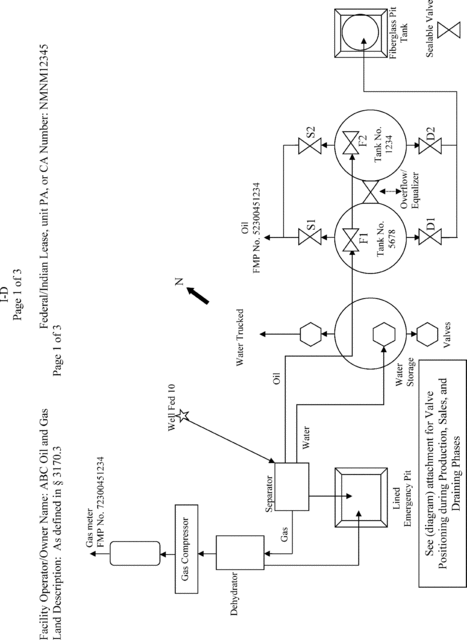 I-D
Page 1 of 3
Facility Operator/Owner Name: ABC Oil and Gas
Federal/Indian Lease, unit PA, or CA Number: NMNM12345
Land Description: As defined in § 3170.3
Page 1 of 3
Gas meter
FMP No. 72300451234
Gas Compressor
Dehydrator
Gas
Well Fed 10
Separator
Water
Oil
Lined
Emergency Pit
N
Water Trucked
Water
Storage
Valves
Oil
FMP No. 52300451234
S1
S2
F1
Tank No.
5678
F2
Tank No.
1234
Overflow/
Equalizer
D1
D2
Fiberglass Pit
Tank
Sealable Valve
See (diagram) attachment for Valve
Positioning during Production, Sales, and
Draining Phases